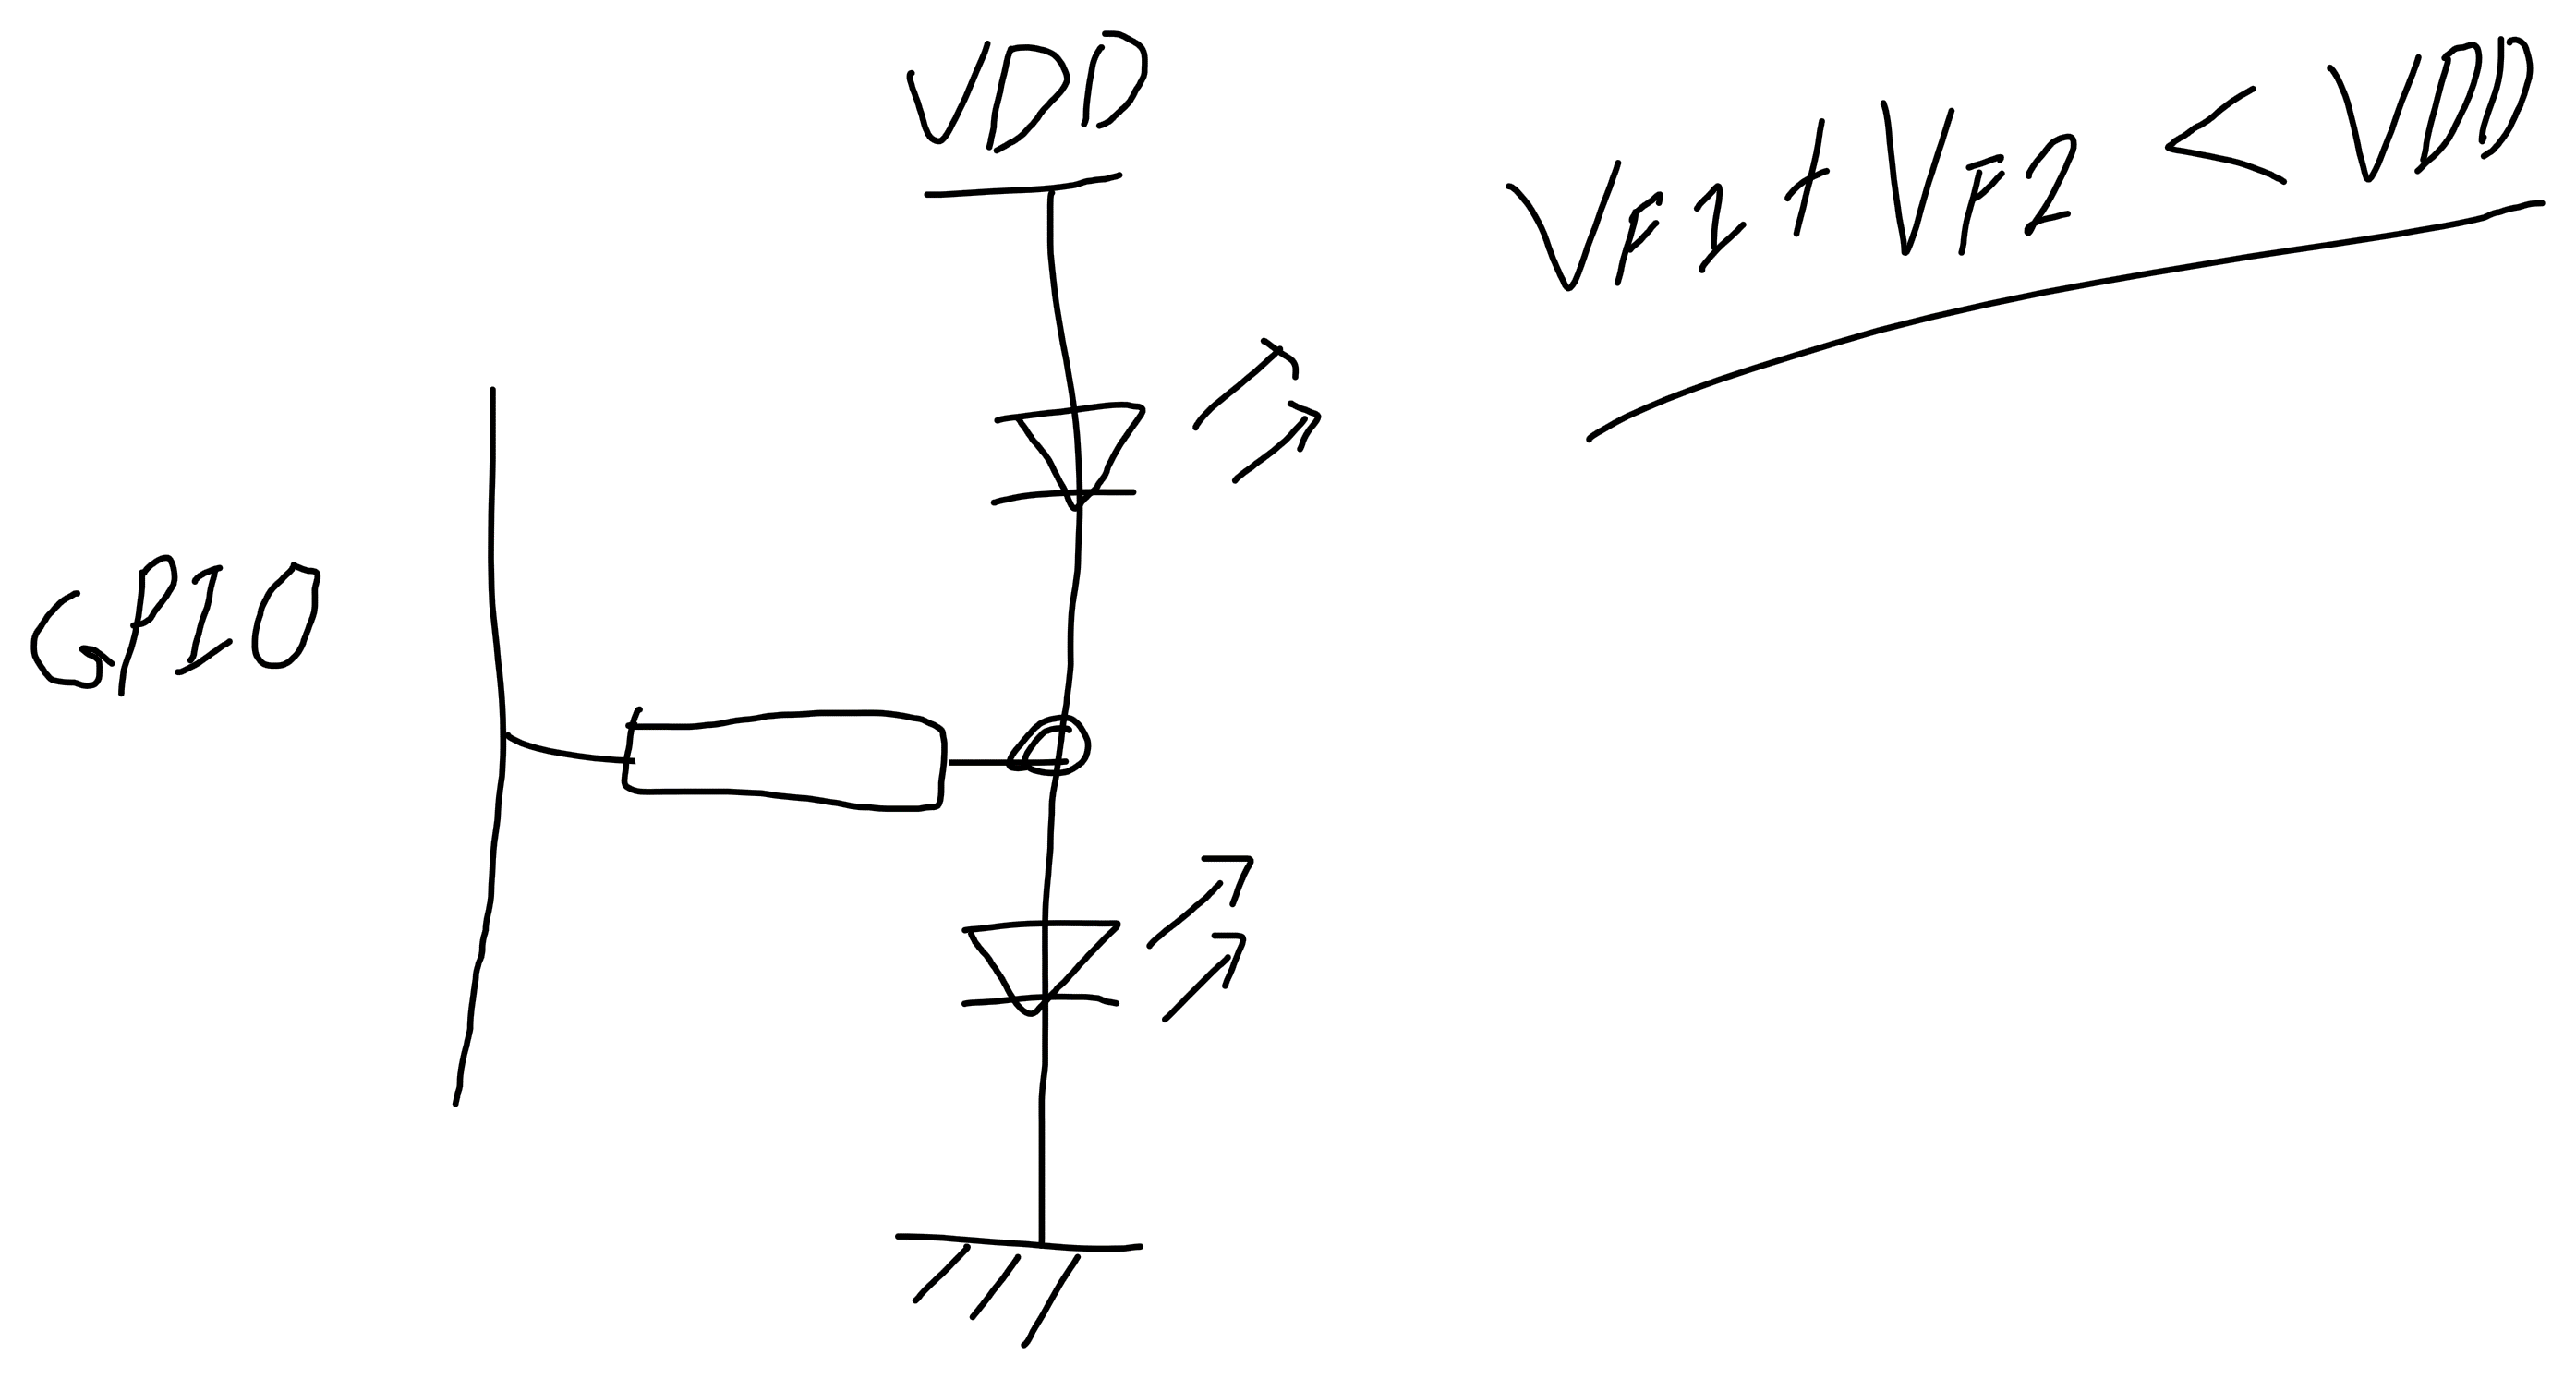 VDD
VF1 + VF2 < VDD
GPIO